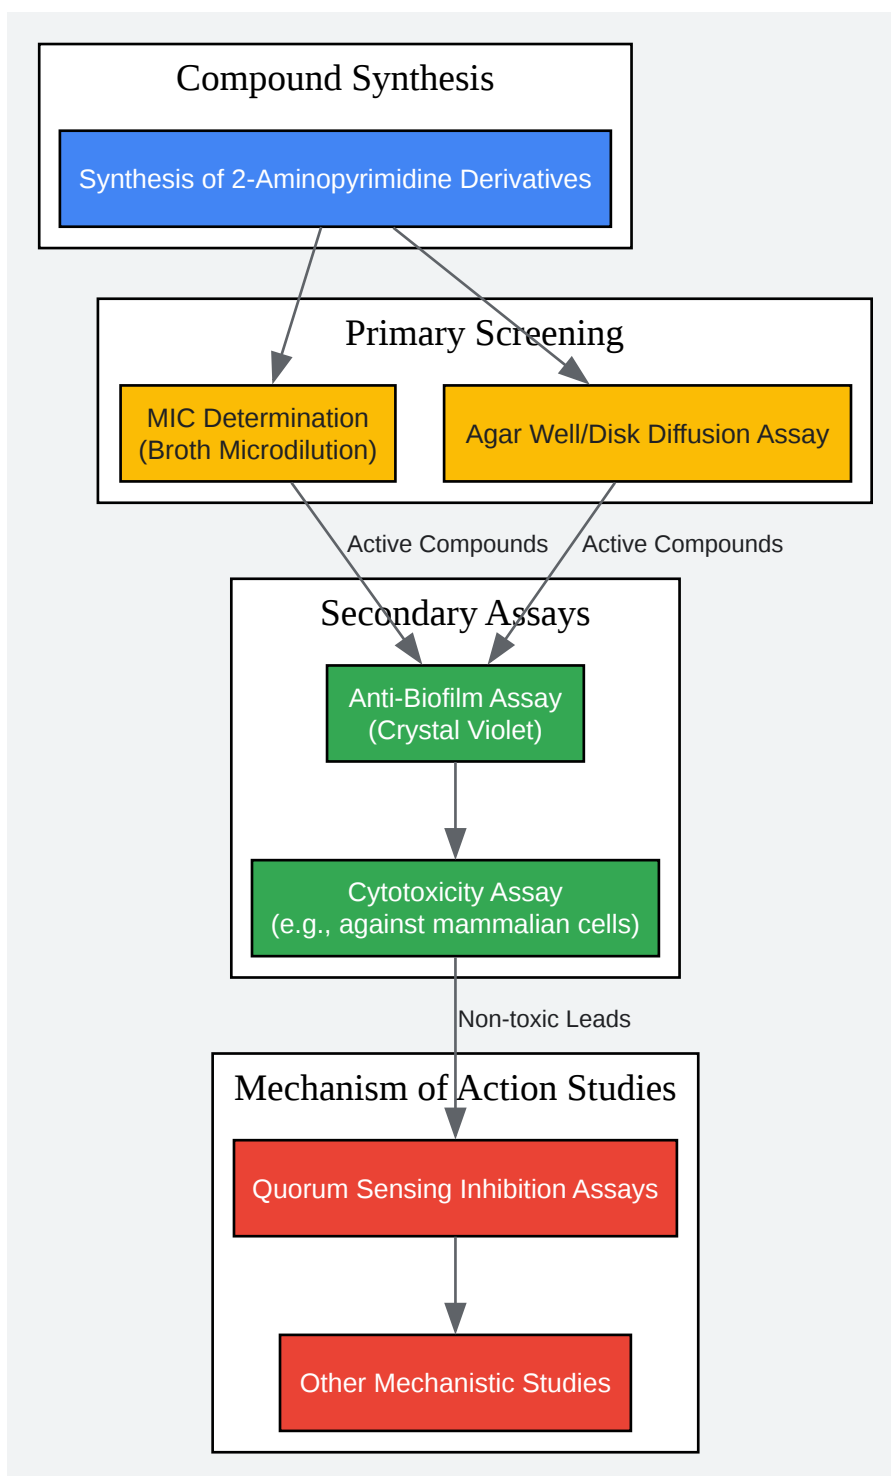 Compound Synthesis
Synthesis of 2-Aminopyrimidine Derivatives
Primary Screening
MIC Determination
(Broth Microdilution)
Agar Well/Disk Diffusion Assay
Active Compounds
Active Compounds
Secondary Assays
Anti-Biofilm Assay
(Crystal Violet)
Cytotoxicity Assay
(e.g., against mammalian cells)
Non-toxic Leads
Mechanism of Action Studies
Quorum Sensing Inhibition Assays
Other Mechanistic Studies